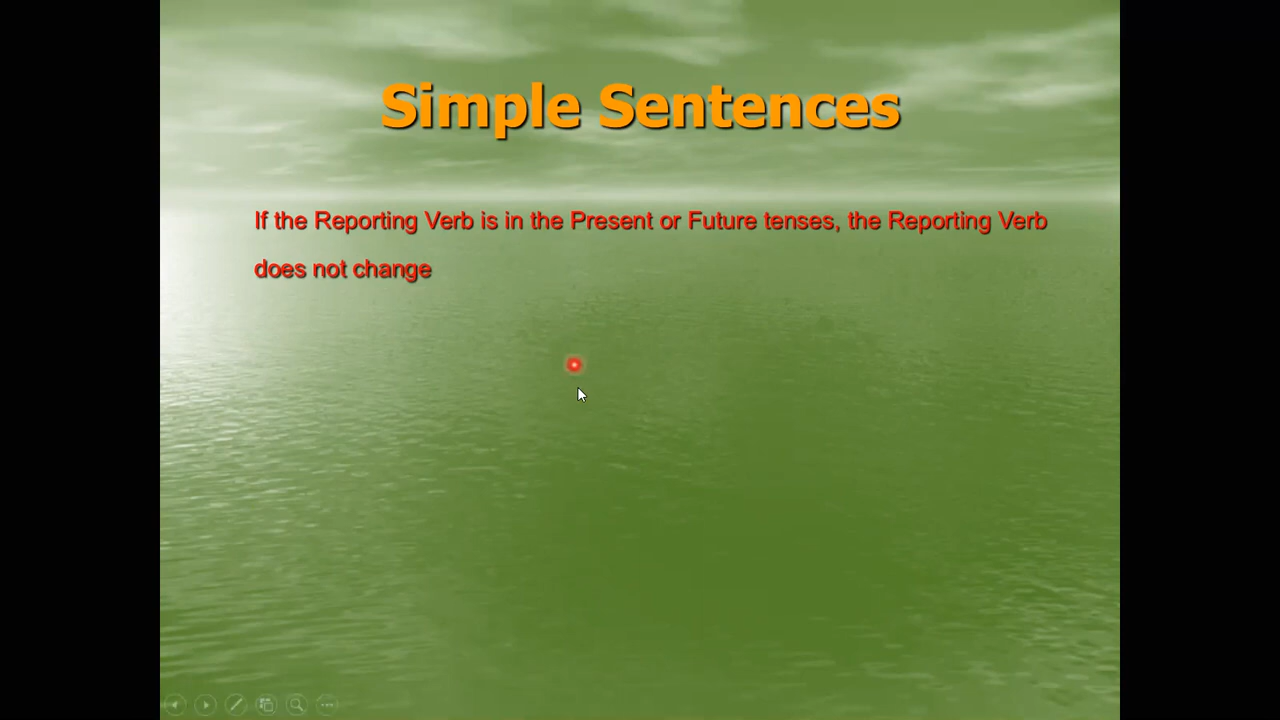 Simple Sentences
If the Reporting Verb is in the Present or Future tenses, the Reporting Verb
does not change